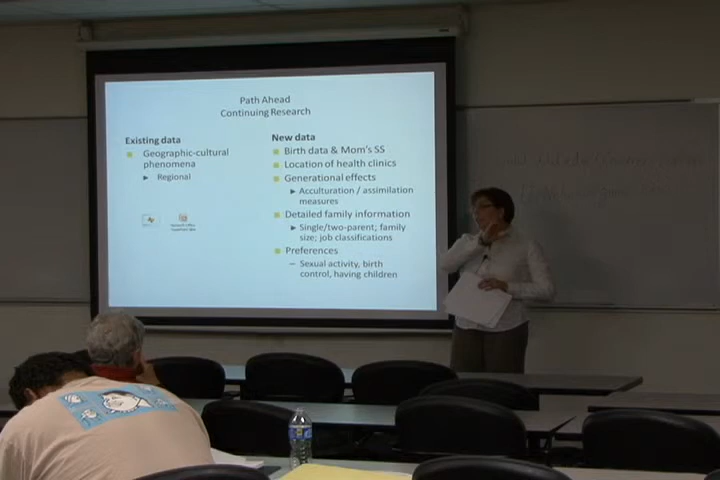 Path Ahead
Continuing Research
Existing data
Geographic-cultural
phenomena
Regional
New data
Birth data & Mom's SS
Location of health clinics
Generational effects
Acculturation / assimilation
measures
Detailed family information
Single/two-parent; family
size; job classifications
Preferences
– Sexual activity, birth
control, having children